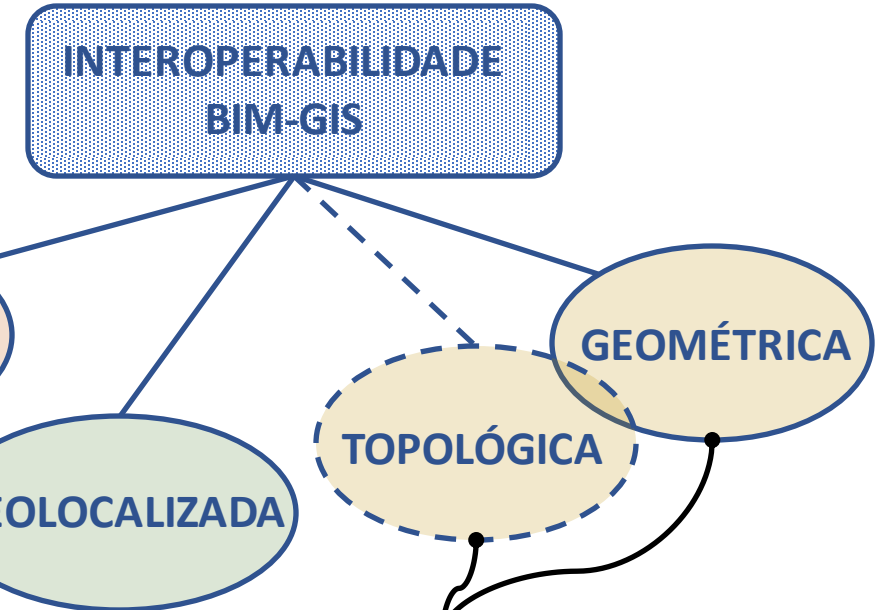 INTEROPERABILIDADE
BIM-GIS
GEOMÉTRICA
TOPOLÓGICA
EOLOCALIZADA